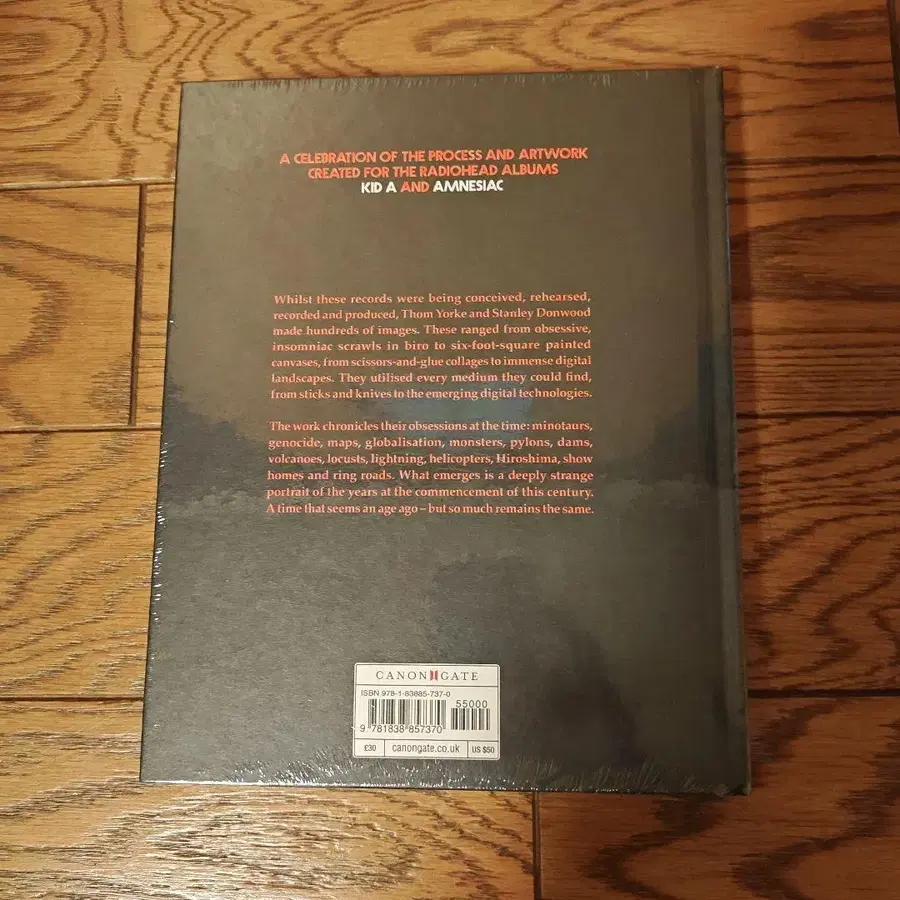 A CELEBRATION OF THE PROCESS AND ARTWORK
CREATED FOR THE RADIOHEAD ALBUMS
KID A AND AMNESIAC
Whilst these records were being conceived, rehearsed,
recorded and produced, Thom Yorke and Stanley Donwood
made hundreds of images. These ranged from obsessive,
insomniac scrawls in biro to six-foot-square painted
canvases, from scissors-and-glue collages to immense digital
landscapes. They utilised every medium they could find,
from sticks and knives to the emerging digital technologies.
The work chronicles their obsessions at the time: minotaurs,
genocide, maps, globalisation, monsters, pylons, dams,
volcanoes, locusts, lightning, helicopters, Hiroshima, show
homes and ring roads. What emerges is a deeply strange
portrait of the years at the commencement of this century.
A time that seems an age ago – but so much remains the same.
CANONGATE
ISBN 978-1-83885-737-0
55000
9 781838 857370
£30
canongate.co.uk
US $50